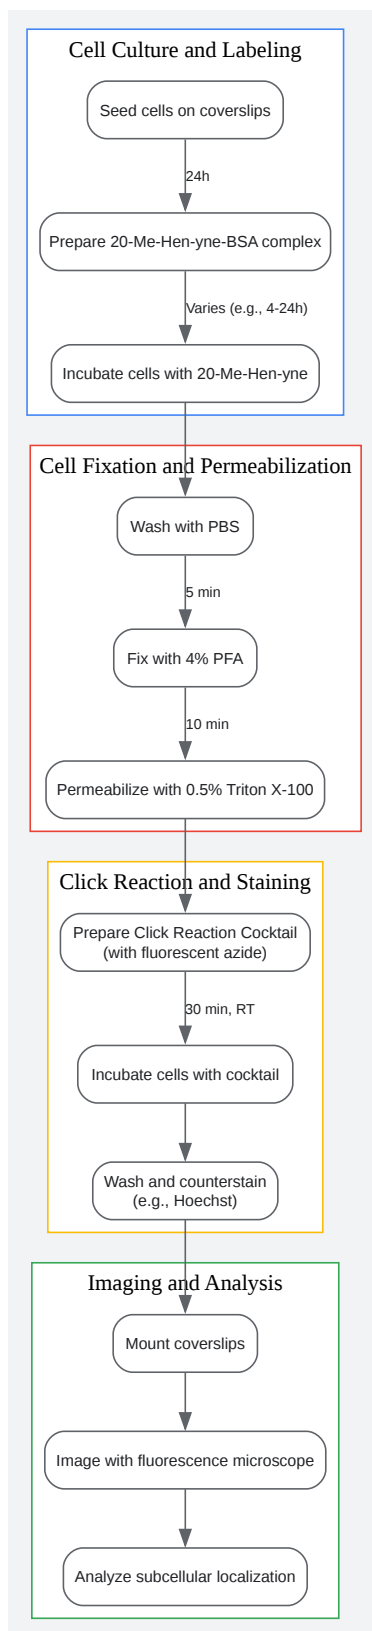 Cell Culture and Labeling
Seed cells on coverslips
24h
Prepare 20-Me-Hen-yne-BSA complex
Varies (e.g., 4-24h)
Incubate cells with 20-Me-Hen-yne
Cell Fixation and Permeabilization
Wash with PBS
5 min
Fix with 4% PFA
10 min
Permeabilize with 0.5% Triton X-100
Click Reaction and Staining
Prepare Click Reaction Cocktail
(with fluorescent azide)
30 min, RT
Incubate cells with cocktail
Wash and counterstain
(e.g., Hoechst)
Imaging and Analysis
Mount coverslips
Image with fluorescence microscope
Analyze subcellular localization